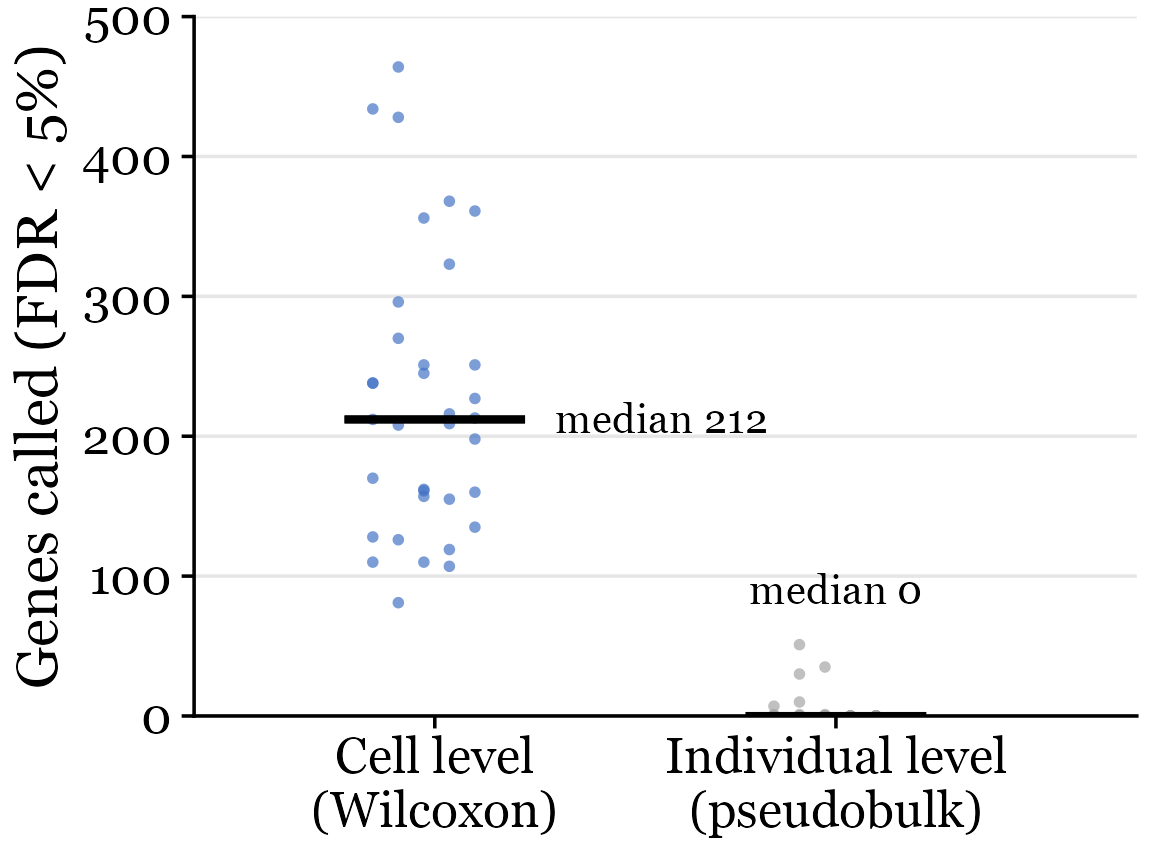 Genes called (FDR < 5%)
500
400
300
200
100
0
median 212
median 0
Cell level
(Wilcoxon)
Individual level
(pseudobulk)